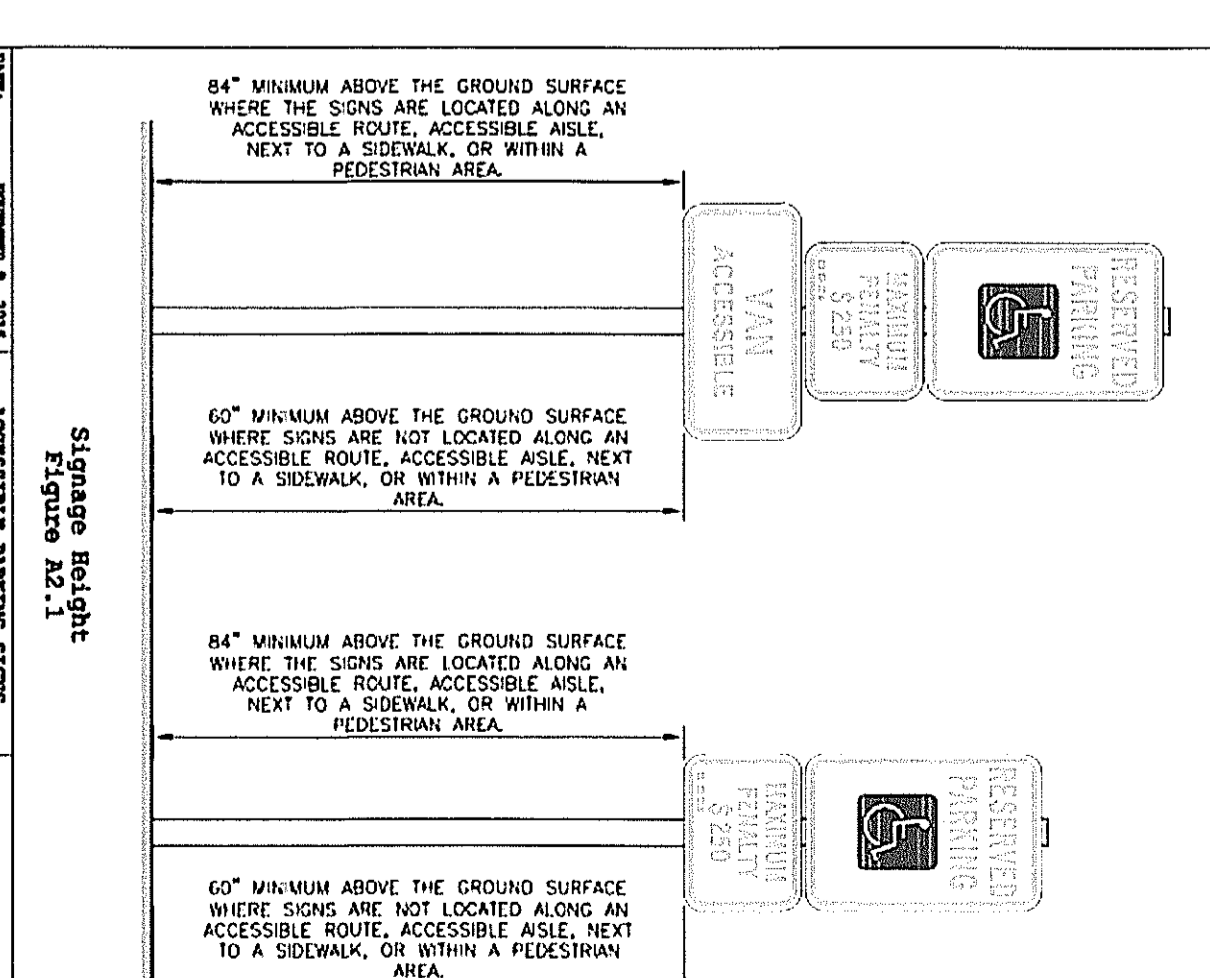 84" MINIMUM ABOVE THE GROUND SURFACE
WHERE THE SIGNS ARE LOCATED ALONG AN
ACCESSIBLE ROUTE, ACCESSIBLE AISLE,
NEXT TO A SIDEWALK, OR WITHIN A
PEDESTRIAN AREA.
RESERVED
PARKING
MAXIMUM
PENALTY
$ 250
VAN
ACCESSIBLE
60" MINIMUM ABOVE THE GROUND SURFACE
WHERE SIGNS ARE NOT LOCATED ALONG AN
ACCESSIBLE ROUTE, ACCESSIBLE AISLE, NEXT
TO A SIDEWALK, OR WITHIN A PEDESTRIAN
AREA.
84" MINIMUM ABOVE THE GROUND SURFACE
WHERE THE SIGNS ARE LOCATED ALONG AN
ACCESSIBLE ROUTE, ACCESSIBLE AISLE,
NEXT TO A SIDEWALK, OR WITHIN A
PEDESTRIAN AREA.
RESERVED
PARKING
MAXIMUM
PENALTY
$ 250
60" MINIMUM ABOVE THE GROUND SURFACE
WHERE SIGNS ARE NOT LOCATED ALONG AN
ACCESSIBLE ROUTE, ACCESSIBLE AISLE, NEXT
TO A SIDEWALK, OR WITHIN A PEDESTRIAN
AREA.
Signage Height
Figure A2.1